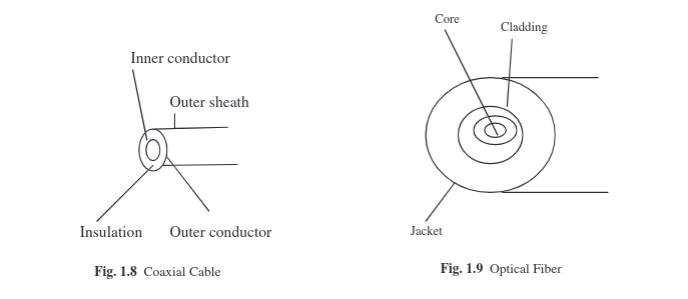 Inner conductor
Outer sheath
Insulation
Outer conductor
Fig. 1.8 Coaxial Cable
Core
Cladding
Jacket
Fig. 1.9 Optical Fiber